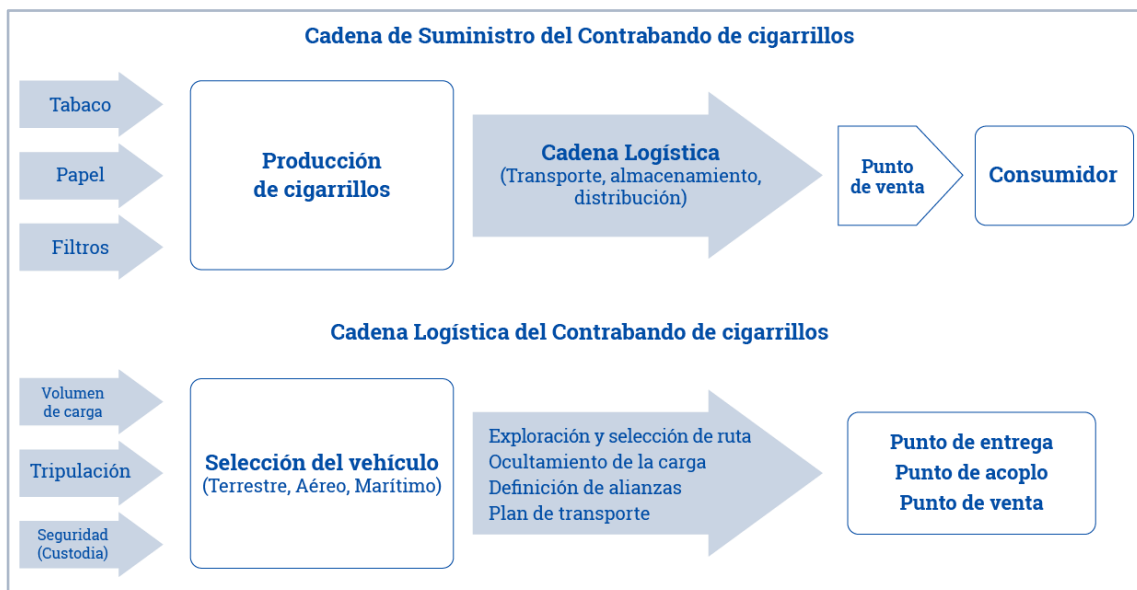 Cadena de Suministro del Contrabando de cigarrillos
Tabaco
Papel
Filtros
Producción
de cigarrillos
Cadena Logística
(Transporte, almacenamiento,
distribución)
Punto
de venta
Consumidor
Cadena Logística del Contrabando de cigarrillos
Volumen
de carga
Tripulación
Seguridad
(Custodia)
Selección del vehículo
(Terrestre, Aéreo, Marítimo)
Exploración y selección de ruta
Ocultamiento de la carga
Definición de alianzas
Plan de transporte
Punto de entrega
Punto de acoplo
Punto de venta